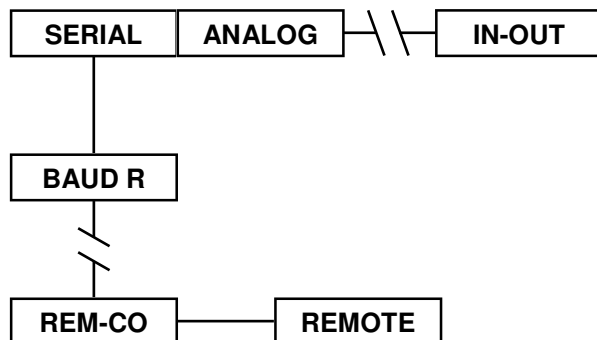 SERIAL ANALOG IN-OUT
BAUD R
REM-CO REMOTE